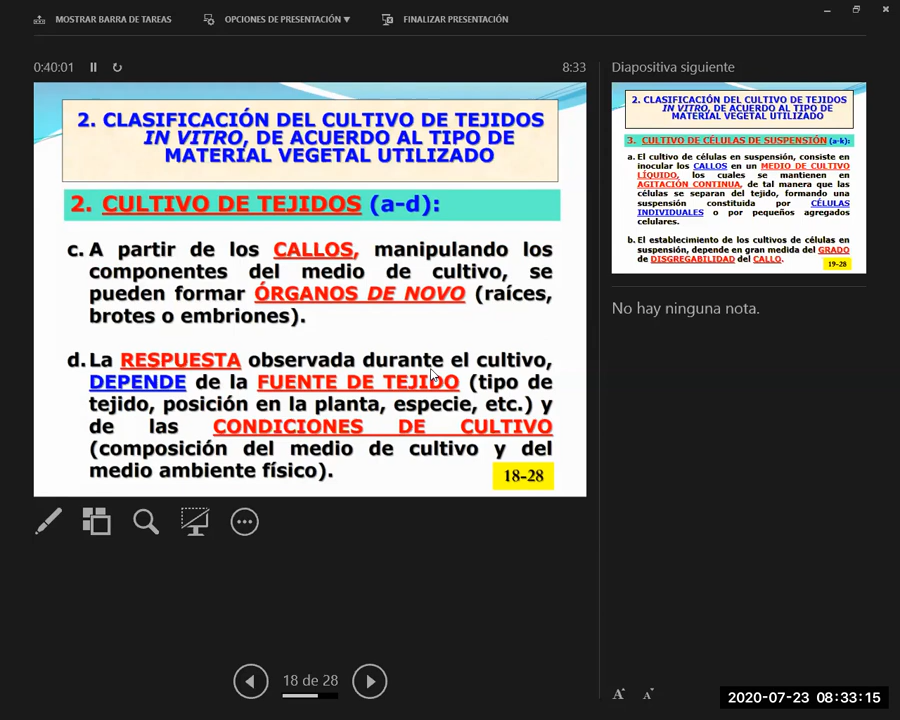 MOSTRAR BARRA DE TAREAS
OPCIONES DE PRESENTACIÓN ▼
FINALIZAR PRESENTACIÓN
0:40:01
8:33
2. CLASIFICACIÓN DEL CULTIVO DE TEJIDOS
IN VITRO, DE ACUERDO AL TIPO DE
MATERIAL VEGETAL UTILIZADO
2. CULTIVO DE TEJIDOS (a-d):
c. A partir de los CALLOS, manipulando los
componentes del medio de cultivo, se
pueden formar ÓRGANOS DE NOVO (raíces,
brotes o embriones).
d. La RESPUESTA observada durante el cultivo,
DEPENDE de la FUENTE DE TEJIDO (tipo de
tejido, posición en la planta, especie, etc.) y
de las CONDICIONES DE CULTIVO
(composición del medio de cultivo y del
medio ambiente físico).
18-28
18 de 28
Diapositiva siguiente
2. CLASIFICACIÓN DEL CULTIVO DE TEJIDOS
IN VITRO, DE ACUERDO AL TIPO DE
MATERIAL VEGETAL UTILIZADO
3. CULTIVO DE CÉLULAS DE SUSPENSIÓN (a-k):
a. El cultivo de células en suspensión, consiste en
inocular los CALLOS en un MEDIO DE CULTIVO
LÍQUIDO, los cuales se mantienen en
AGITACIÓN CONTINUA, de tal manera que las
células se separan del tejido, formando una
suspensión constituida por CÉLULAS
INDIVIDUALES o por pequeños agregados
celulares.
b. El establecimiento de los cultivos de células en
suspensión, depende en gran medida del GRADO
de DISGREGABILIDAD del CALLO.
19-28
No hay ninguna nota.
A A
2020-07-23 08:33:15